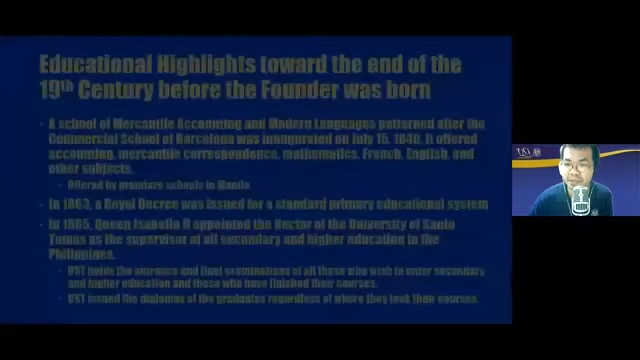 Educational Highlights toward the end of the
19th Century before the Founder was born
A school of Mercantile Accounting and Modern Languages patterned after the
Commercial School of Barcelona was inaugurated on July 15, 1840. It offered
accounting, mercantile correspondence, mathematics, French, English, and
other subjects.
Offered by premiere schools in Manila
In 1863, a Royal Decree was issued for a standard primary educational system
In 1865, Queen Isabella II appointed the Rector of the University of Santo
Tomas as the supervisor of all secondary and higher education in the
Philippines.
UST holds the entrance and final examinations of all those who wish to enter secondary
and higher education and those who have finished their courses.
UST issued the diplomas of the graduates regardless of where they took their courses.